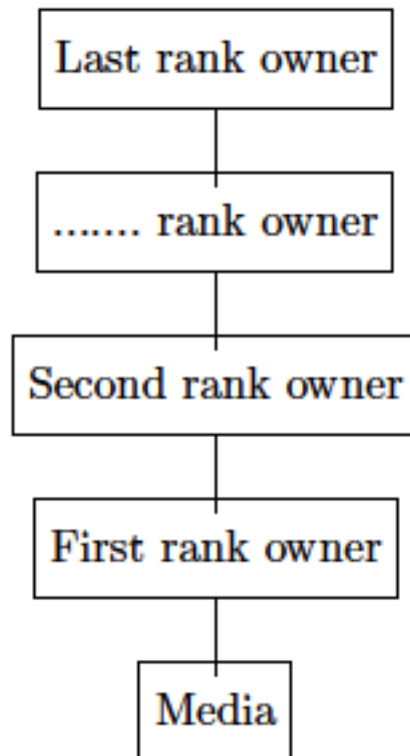 Last rank owner
....... rank owner
Second rank owner
First rank owner
Media